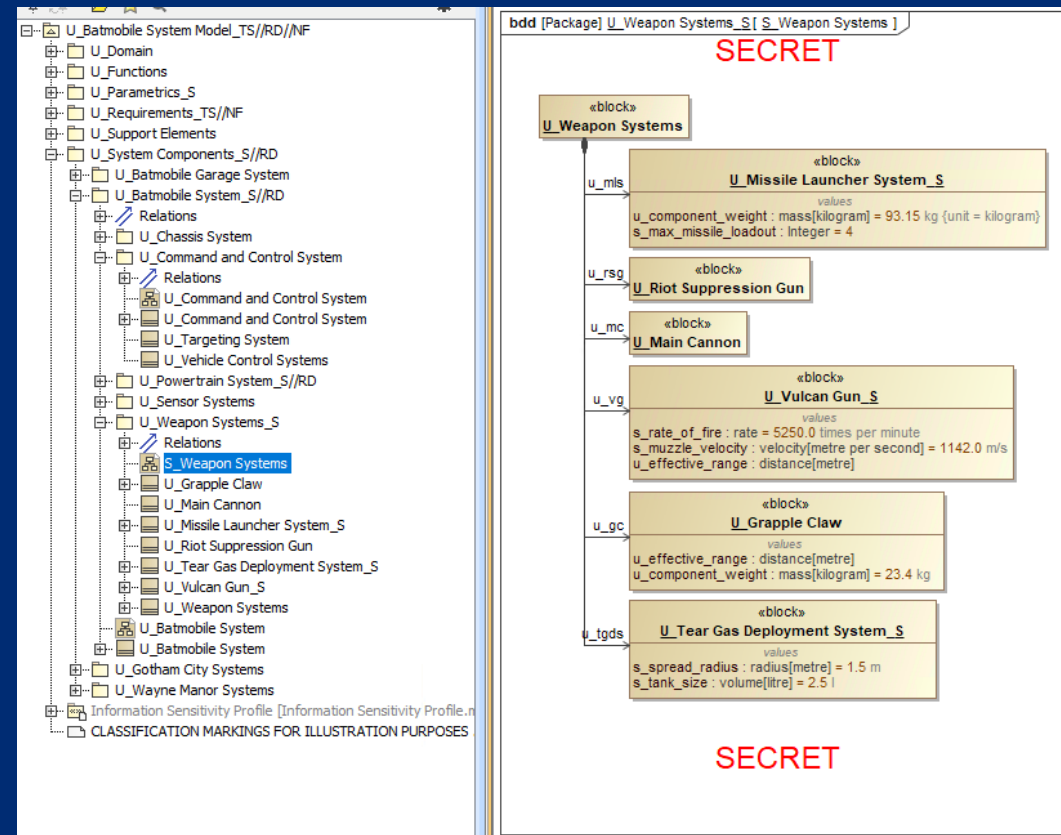 U_Batmobile System Model_TS//RD//NF
U_Domain
U_Functions
U_Parametrics_S
U_Requirements_TS//NF
U_Support Elements
U_System Components_S//RD
U_Batmobile Garage System
U_Batmobile System_S//RD
Relations
U_Chassis System
U_Command and Control System
Relations
U_Command and Control System
U_Command and Control System
U_Targeting System
U_Vehicle Control Systems
U_Powertrain System_S//RD
U_Sensor Systems
U_Weapon Systems_S
Relations
S_Weapon Systems
U_Grapple Claw
U_Main Cannon
U_Missile Launcher System_S
U_Riot Suppression Gun
U_Tear Gas Deployment System_S
U_Vulcan Gun_S
U_Weapon Systems
U_Batmobile System
U_Batmobile System
U_Gotham City Systems
U_Wayne Manor Systems
Information Sensitivity Profile [Information Sensitivity Profile.
CLASSIFICATION MARKINGS FOR ILLUSTRATION PURPOSES
bdd [Package] U_Weapon Systems_S [ S_Weapon Systems ]
SECRET
«block»
U_Weapon Systems
u_mls
«block»
U_Missile Launcher System_S
values
u_component_weight : mass[kilogram] = 93.15 kg {unit = kilogram}
s_max_missile_loadout : Integer = 4
u_rsg
«block»
U_Riot Suppression Gun
u_mc
«block»
U_Main Cannon
u_vg
«block»
U_Vulcan Gun_S
values
s_rate_of_fire : rate = 5250.0 times per minute
s_muzzle_velocity : velocity[metre per second] = 1142.0 m/s
u_effective_range : distance[metre]
u_gc
«block»
U_Grapple Claw
values
u_effective_range : distance[metre]
u_component_weight : mass[kilogram] = 23.4 kg
u_tgds
«block»
U_Tear Gas Deployment System_S
values
s_spread_radius : radius[metre] = 1.5 m
s_tank_size : volume[litre] = 2.5 l
SECRET